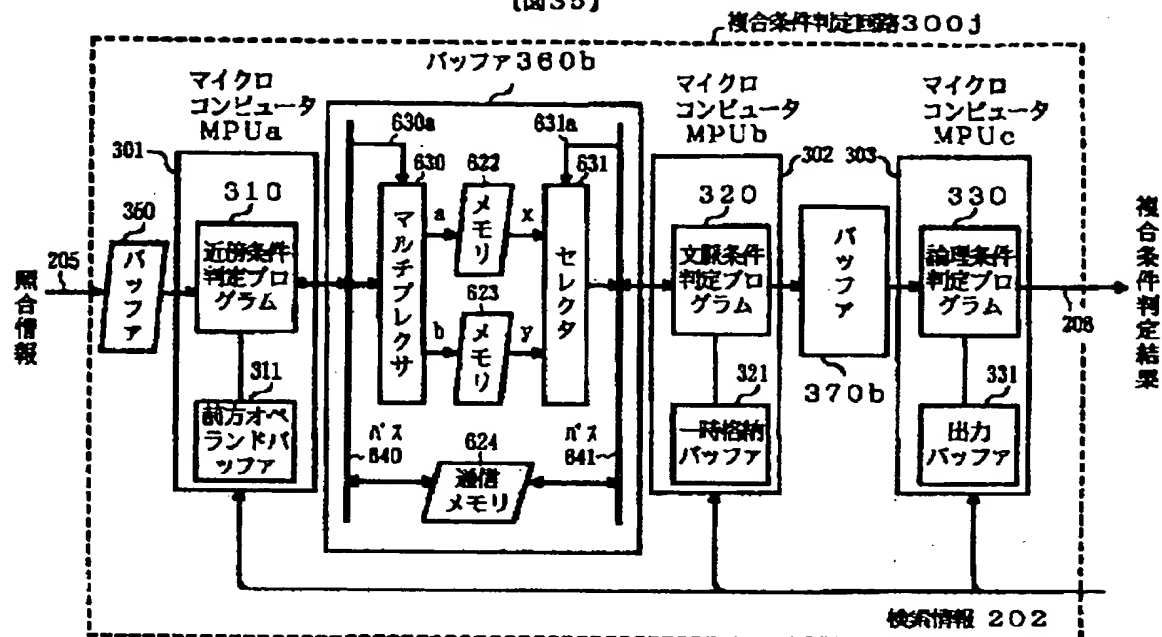 【図35】
複合条件判定回路300j
バッファ360b
マイクロ
コンピュータ
MPUa
301
310
近傍条件
判定プロ
グラム
311
前方オペ
ランドバ
ッファ
350
バッファ
205
照合情報
630a
630
マルチプレクサ
a
b
622
メモリ
623
メモリ
x
y
631a
631
セレクタ
バス
640
624
通信
メモリ
バス
641
マイクロ
コンピュータ
MPUb
302
320
文脈条件
判定プロ
グラム
321
一時格納
バッファ
バッファ
370b
マイクロ
コンピュータ
MPUc
303
330
論理条件
判定プロ
グラム
331
出力
バッファ
206
複合条件判定結果
検索情報 202